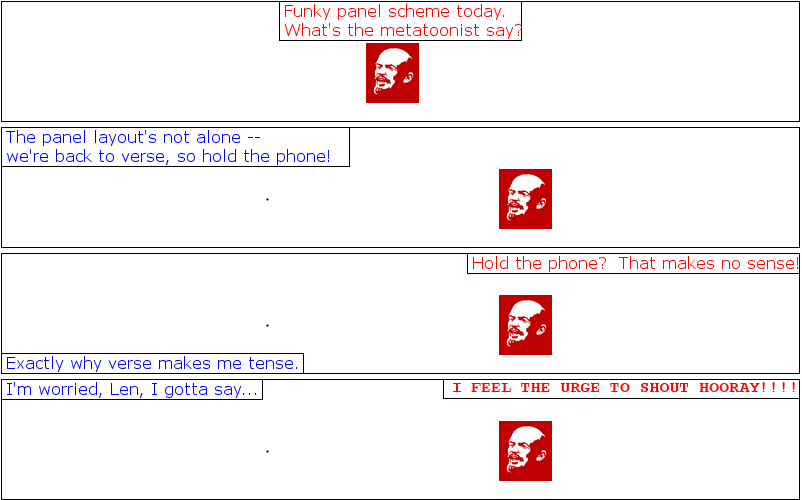 Funky panel scheme today.
What's the metatoonist say?
The panel layout's not alone --
we're back to verse, so hold the phone!
Hold the phone?  That makes no sense!
Exactly why verse makes me tense.
I'm worried, Len, I gotta say...
I FEEL THE URGE TO SHOUT HOORAY!!!!